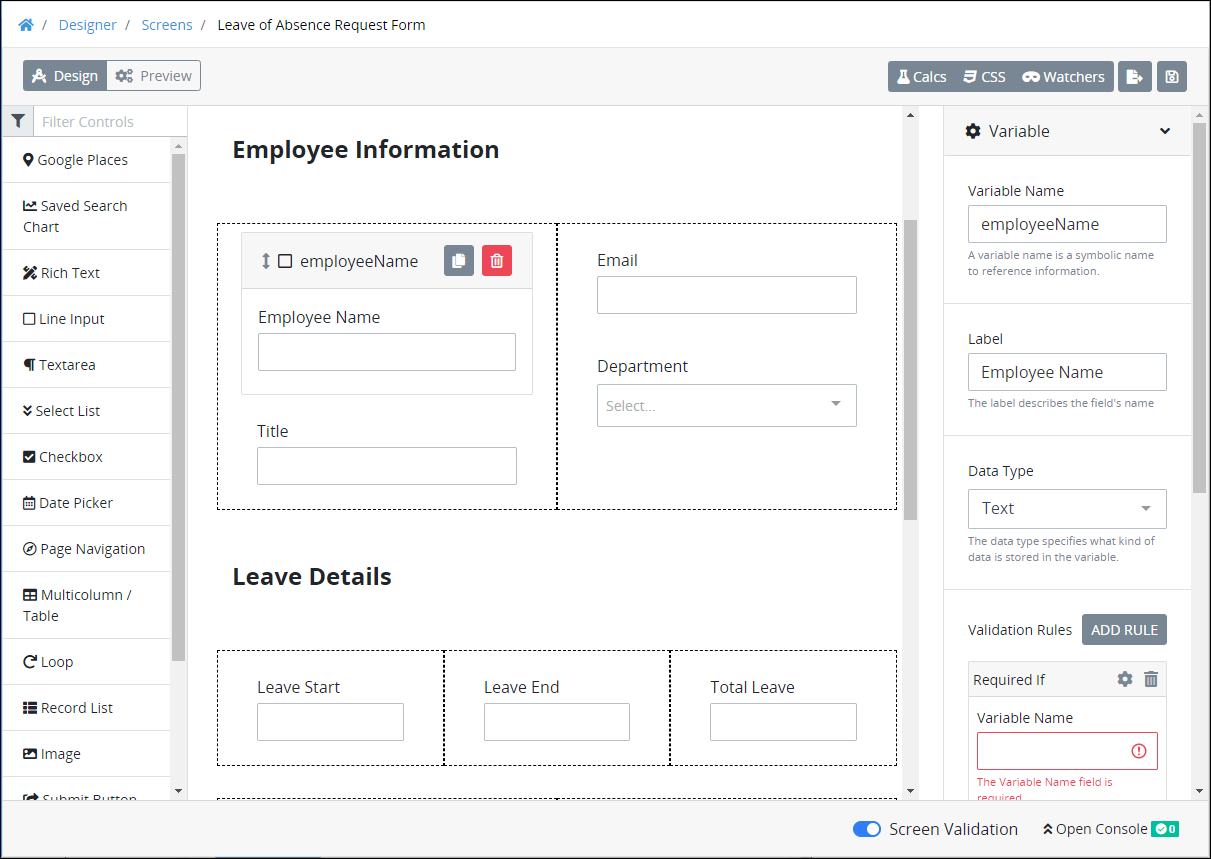 / Designer / Screens / Leave of Absence Request Form
Design Preview
Calcs CSS Watchers
Filter Controls
Google Places
Saved Search
Chart
Rich Text
Line Input
Textarea
Select List
Checkbox
Date Picker
Page Navigation
Multicolumn /
Table
Loop
Record List
Image
Submit Button
Employee Information
employeeName
Employee Name
Title
Email
Department
Select...
Leave Details
Leave Start
Leave End
Total Leave
Variable
Variable Name
employeeName
A variable name is a symbolic name
to reference information.
Label
Employee Name
The label describes the field's name
Data Type
Text
The data type specifies what kind of
data is stored in the variable.
Validation Rules ADD RULE
Required If
Variable Name
The Variable Name field is
required.
Screen Validation
Open Console 0